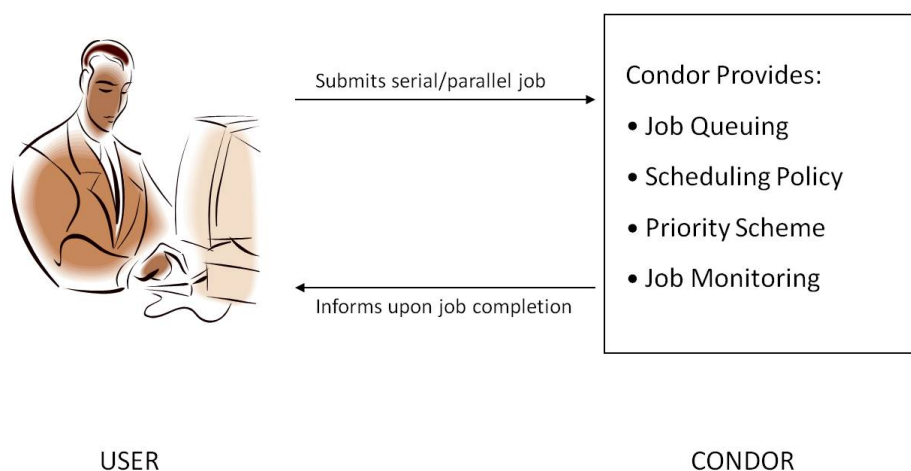 Submits serial/parallel job
Informs upon job completion
Condor Provides:
• Job Queuing
• Scheduling Policy
• Priority Scheme
• Job Monitoring
USER
CONDOR